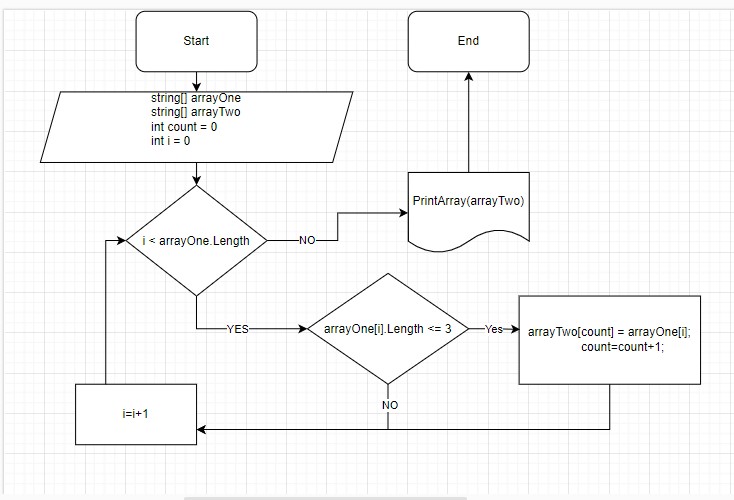 Start
End
string[] arrayOne
string[] arrayTwo
int count = 0
int i = 0
PrintArray(arrayTwo)
i < arrayOne.Length
NO
YES
arrayOne[i].Length <= 3
Yes
arrayTwo[count] = arrayOne[i];
count=count+1;
NO
i=i+1